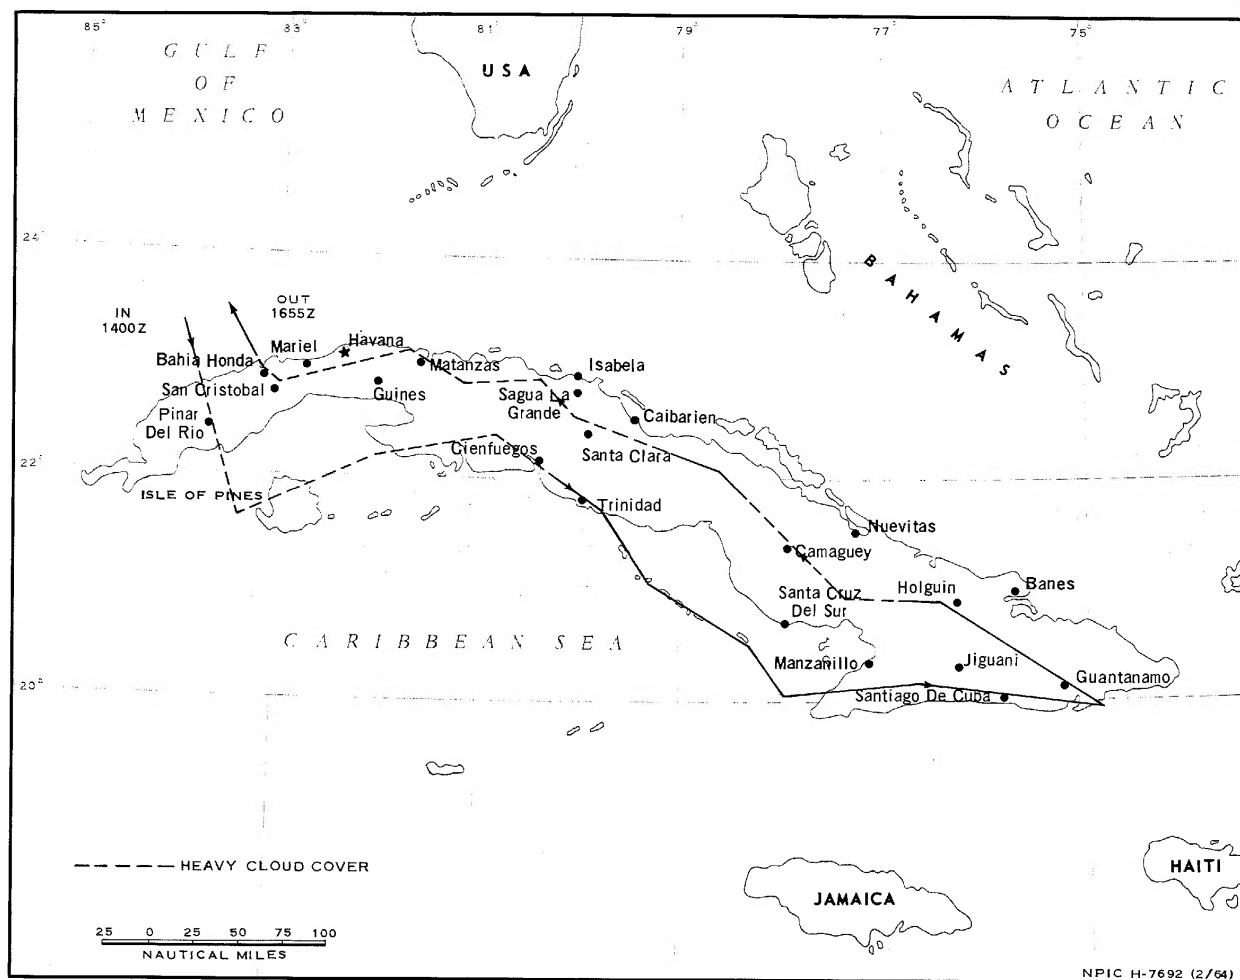 85° 83° 81° 79° 77° 75°
GULF
OF
MEXICO
USA
ATLANTIC
OCEAN
24°
BAHAMAS
IN
1400Z
OUT
1655Z
Bahia Honda
Mariel
Havana
Matanzas
San Cristobal
Guines
Pinar
Del Rio
Isabela
Sagua La
Grande
Caibarien
22°
Cienfuegos
Santa Clara
ISLE OF PINES
Trinidad
Nuevitas
Camaguey
Santa Cruz
Del Sur
Holguin
Banes
CARIBBEAN SEA
Manzanillo
Jiguani
20°
Santiago De Cuba
Guantanamo
HEAVY CLOUD COVER
JAMAICA
HAITI
25 0 25 50 75 100
NAUTICAL MILES
NPIC H-7692 (2/64)